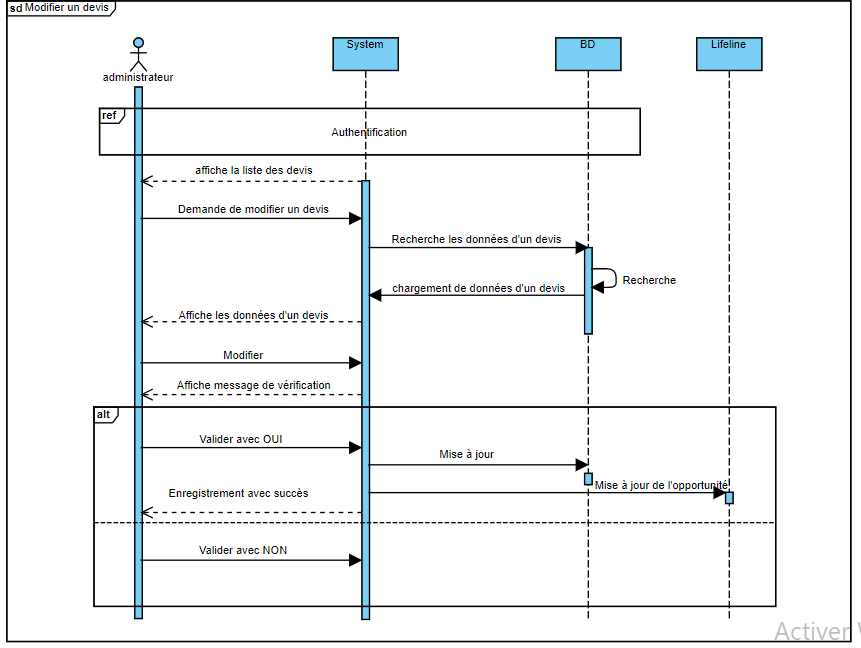 sd Modifier un devis
System
BD
Lifeline
administrateur
ref
Authentification
affiche la liste des devis
Demande de modifier un devis
Recherche les données d'un devis
Recherche
chargement de données d'un devis
Affiche les données d'un devis
Modifier
Affiche message de vérification
alt
Valider avec OUI
Mise à jour
Mise à jour de l'opportunité
Enregistrement avec succès
Valider avec NON
Activer